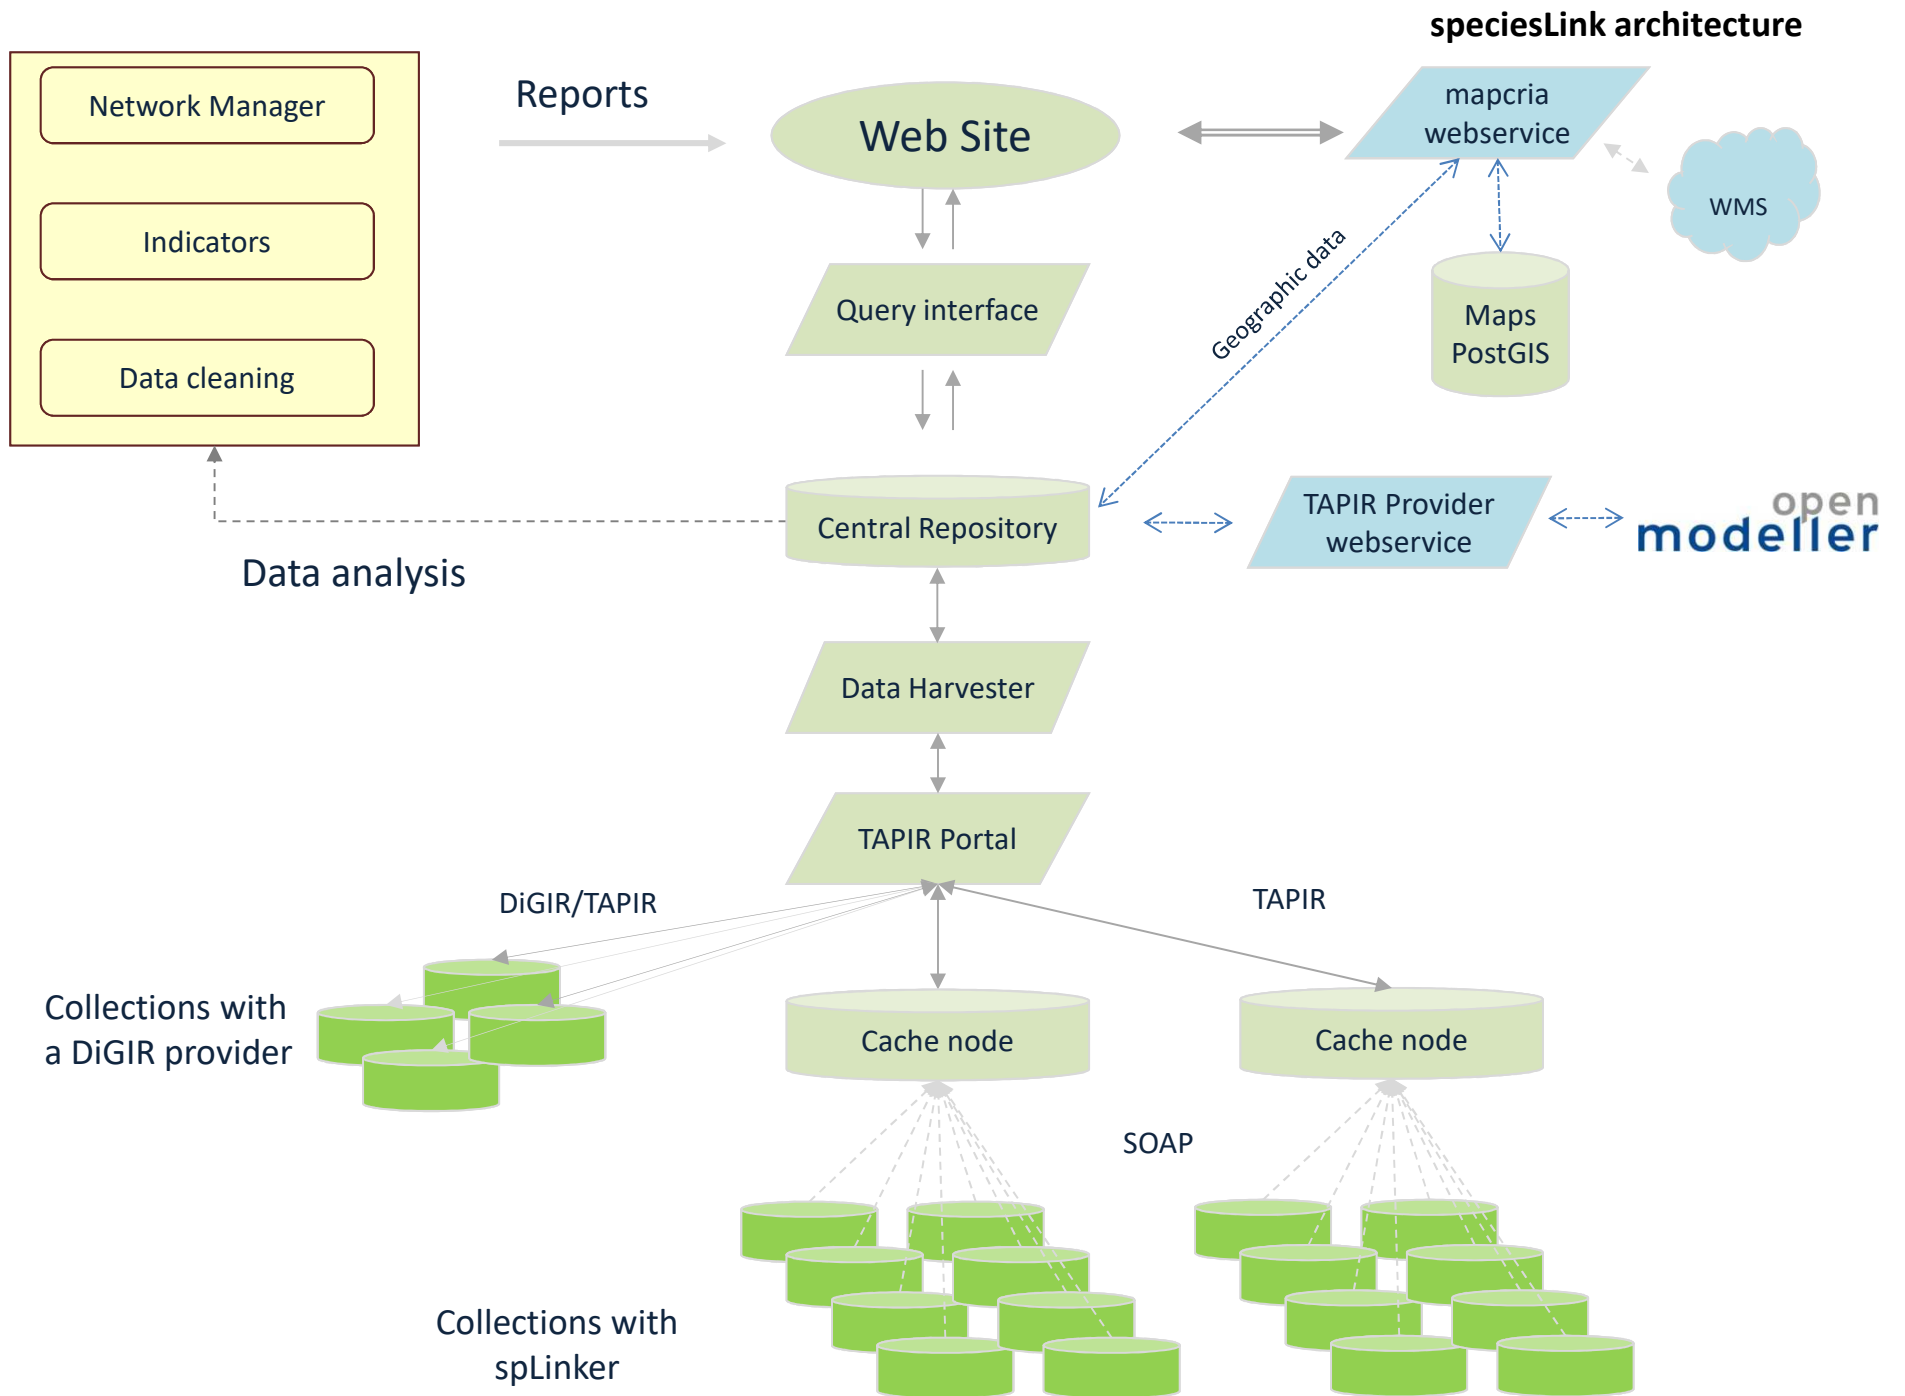 speciesLink architecture
Network Manager
Indicators
Data cleaning
Reports
Web Site
mapcria
webservice
WMS
Query interface
Geographic data
Maps
PostGIS
Central Repository
TAPIR Provider
webservice
open
modeller
Data analysis
Data Harvester
TAPIR Portal
DiGIR/TAPIR
TAPIR
Collections with
a DiGIR provider
Cache node
Cache node
SOAP
Collections with
spLinker